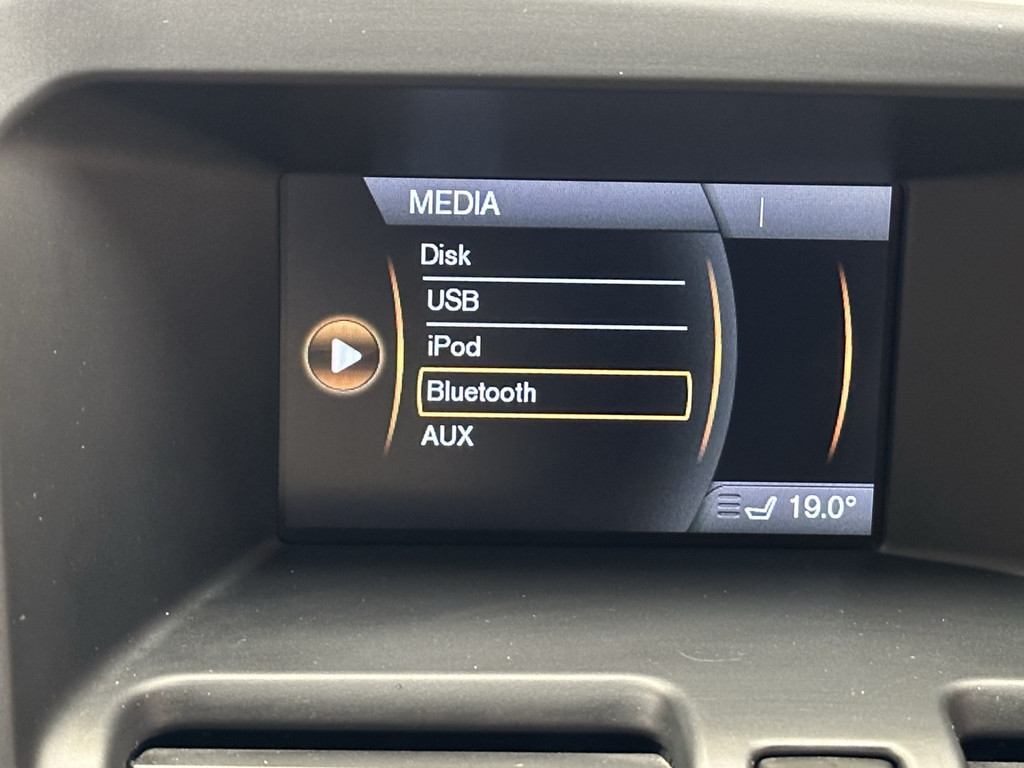 MEDIA
Disk
USB
iPod
Bluetooth
AUX
19.0°